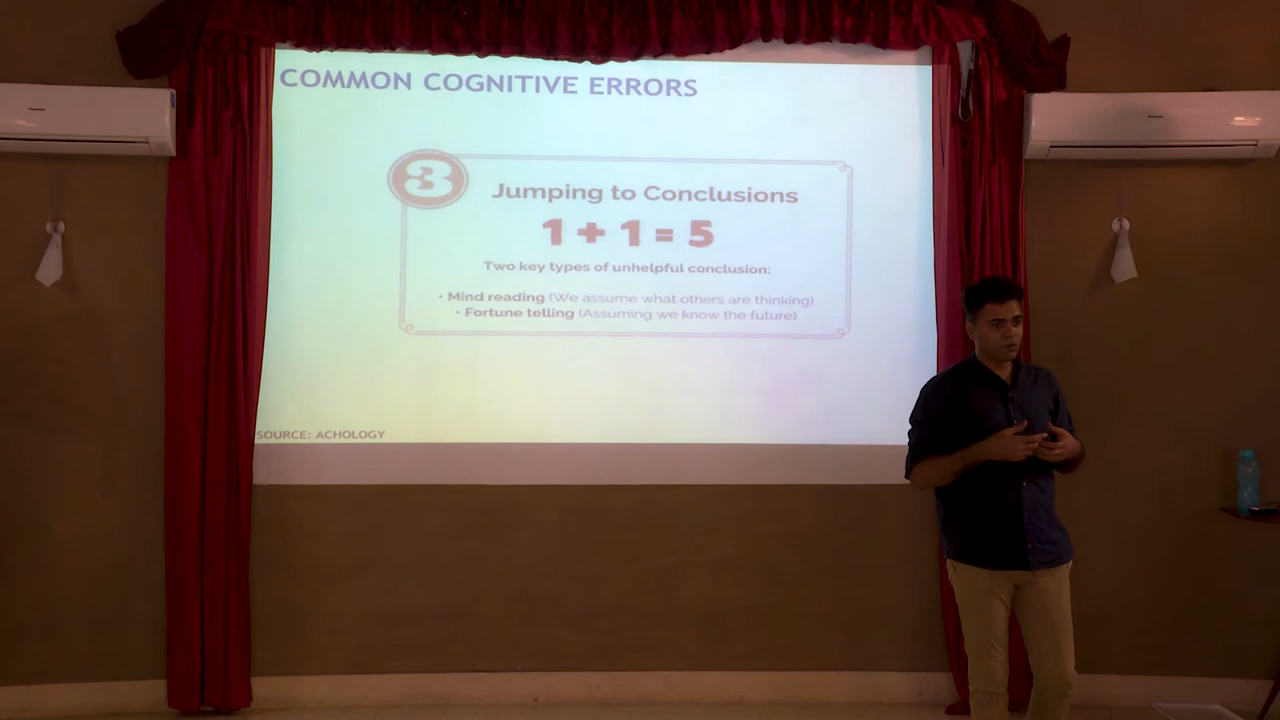 COMMON COGNITIVE ERRORS
3
Jumping to Conclusions
1 + 1 = 5
Two key types of unhelpful conclusion:
• Mind reading (We assume what others are thinking)
• Fortune telling (Assuming we know the future)
SOURCE: ACHOLOGY